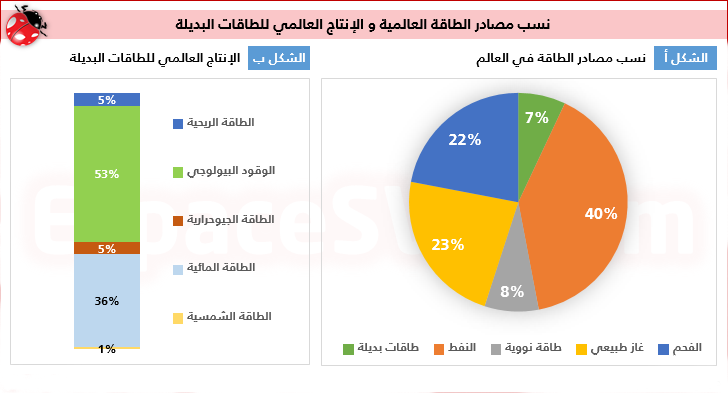 نسب مصادر الطاقة العالمية و الإنتاج العالمي للطاقات البديلة
الشكل أ
نسب مصادر الطاقة في العالم
7%
40%
8%
23%
22%
الفحم
غاز طبيعي
طاقة نووية
النفط
طاقات بديلة
الشكل ب
الإنتاج العالمي للطاقات البديلة
5%
53%
5%
36%
1%
الطاقة الريحية
الوقود البيولوجي
الطاقة الجيوحرارية
الطاقة المائية
الطاقة الشمسية